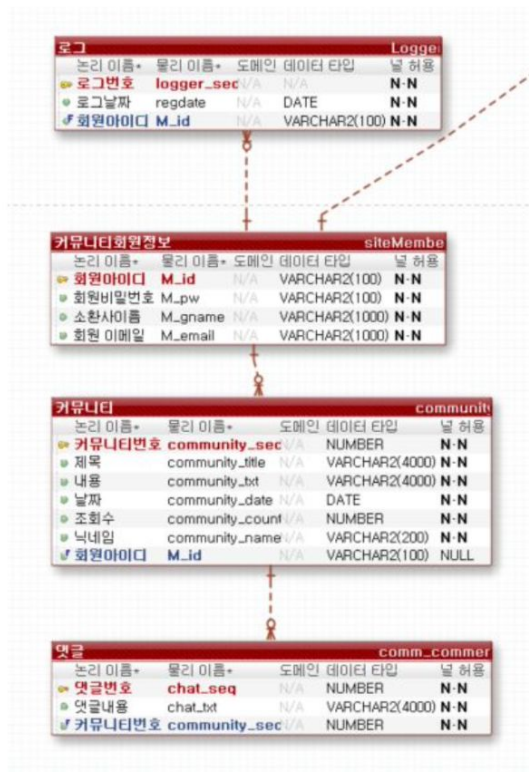 로그 Logger
논리 이름* 물리 이름* 도메인 데이터 타입 널 허용
로그번호 logger_sec N/A N/A N-N
로그날짜 regdate N/A DATE N-N
회원아이디 M_id N/A VARCHAR2(100) N-N
커뮤니티회원정보 siteMembe
논리 이름* 물리 이름* 도메인 데이터 타입 널 허용
회원아이디 M_id N/A VARCHAR2(100) N-N
회원비밀번호 M_pw N/A VARCHAR2(100) N-N
소환사이름 M_gname N/A VARCHAR2(1000) N-N
회원 이메일 M_email N/A VARCHAR2(1000) N-N
커뮤니티 communit
논리 이름* 물리 이름* 도메인 데이터 타입 널 허용
커뮤니티번호 community_sec N/A NUMBER N-N
제목 community_title N/A VARCHAR2(4000) N-N
내용 community_txt N/A VARCHAR2(4000) N-N
날짜 community_date N/A DATE N-N
조회수 community_count N/A NUMBER N-N
닉네임 community_name N/A VARCHAR2(200) N-N
회원아이디 M_id N/A VARCHAR2(100) NULL
댓글 comm_commer
논리 이름* 물리 이름* 도메인 데이터 타입 널 허용
댓글번호 chat_seq N/A NUMBER N-N
댓글내용 chat_txt N/A VARCHAR2(4000) N-N
커뮤니티번호 community_sec N/A NUMBER N-N